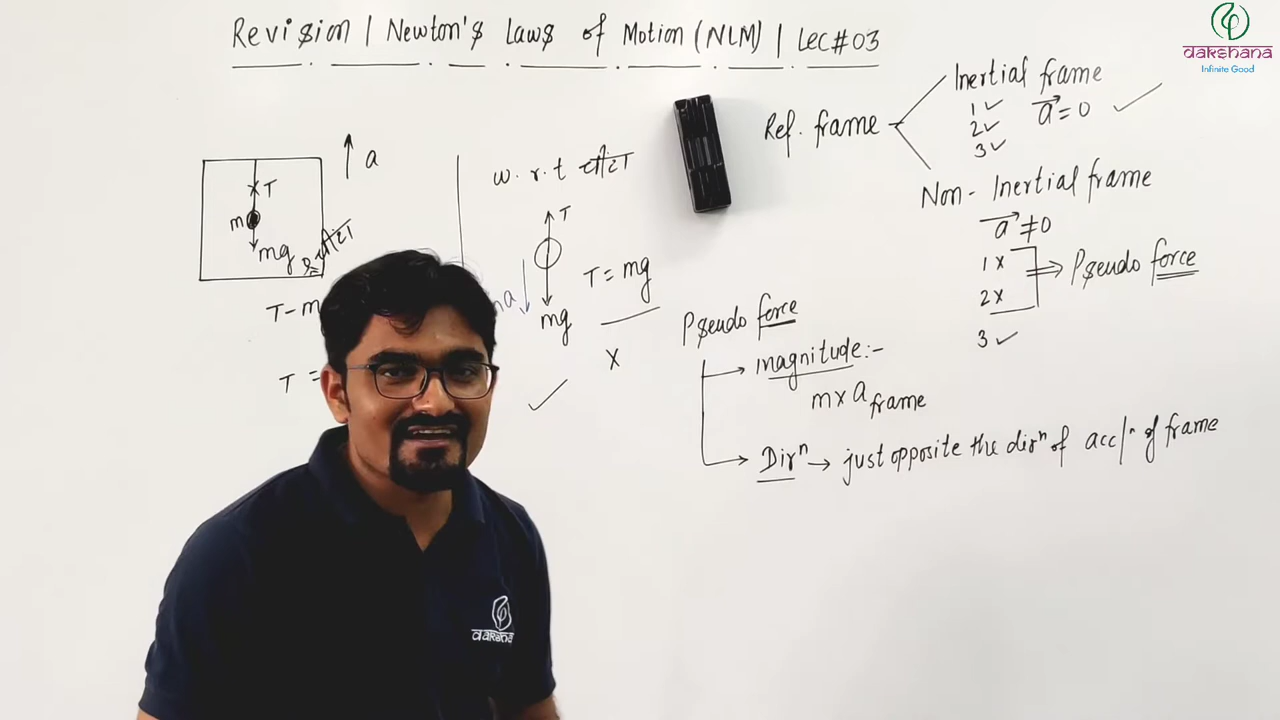 Revision | Newton's Laws of Motion (NLM) | Lec#03
dakshana
Infinite Good
a
T
m
mg
T-m
T =
w.r.t चींटा
T
mg
T = mg
x
Ref. frame
Inertial frame
1 ✓
2 ✓
3 ✓
a = 0 ✓
Non-Inertial frame
a ≠ 0
1 x
2 x
3 ✓
⇒ Pseudo force
Pseudo force
→ magnitude:-
m x a frame
→ Dirⁿ → just opposite the dirⁿ of acc/ⁿ of frame
dakshana